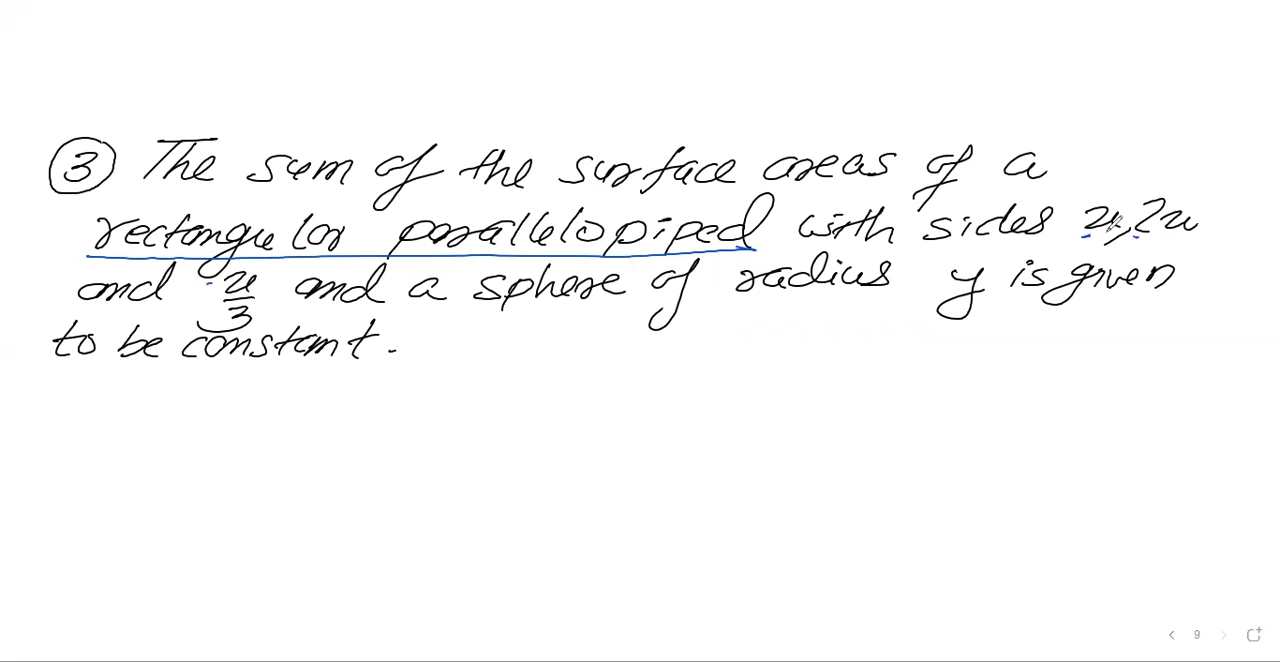 ③ The sum of the surface areas of a
rectangular parallelopiped with sides x, 2x
and x/3 and a sphere of radius y is given
to be constant.
9